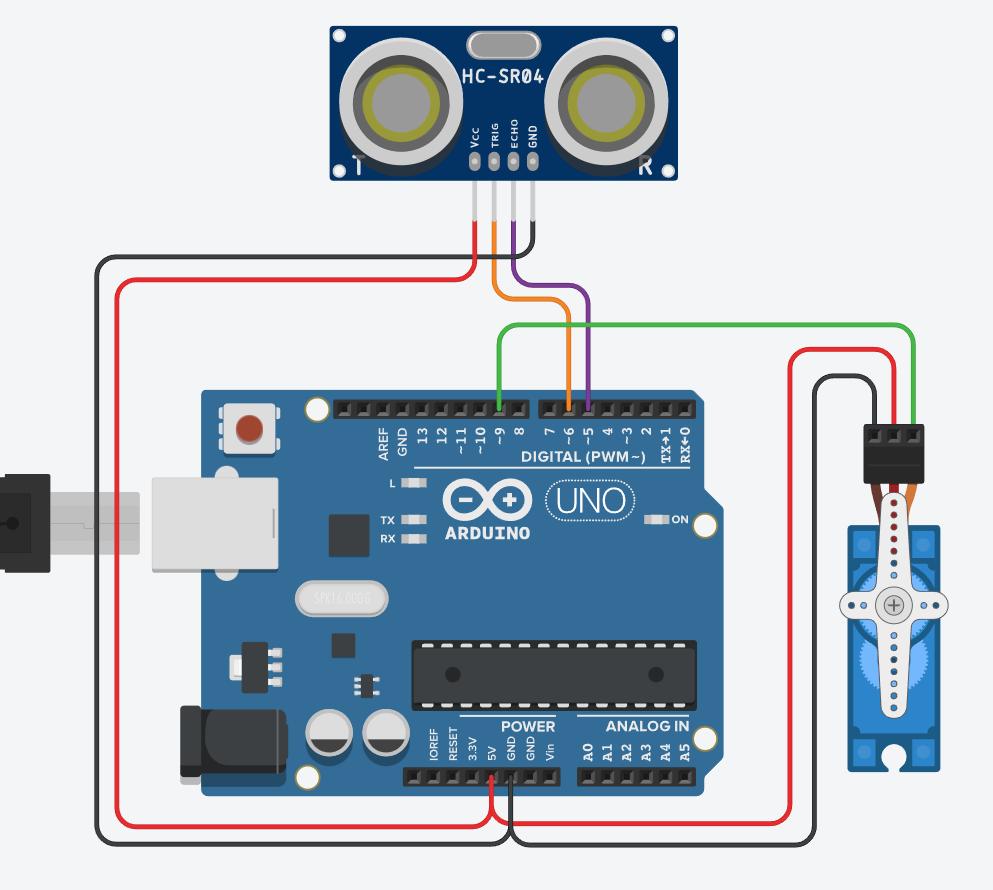 HC-SR04
VCC
TRIG
ECHO
GND
T
R
AREF
GND
13
12
~11
~10
~9
8
7
~6
~5
4
~3
2
TX→1
RX←0
DIGITAL (PWM~)
L
TX
RX
ARDUINO
UNO
ON
SPK16.000G
POWER
ANALOG IN
IOREF
RESET
3.3V
5V
GND
GND
Vin
A0
A1
A2
A3
A4
A5